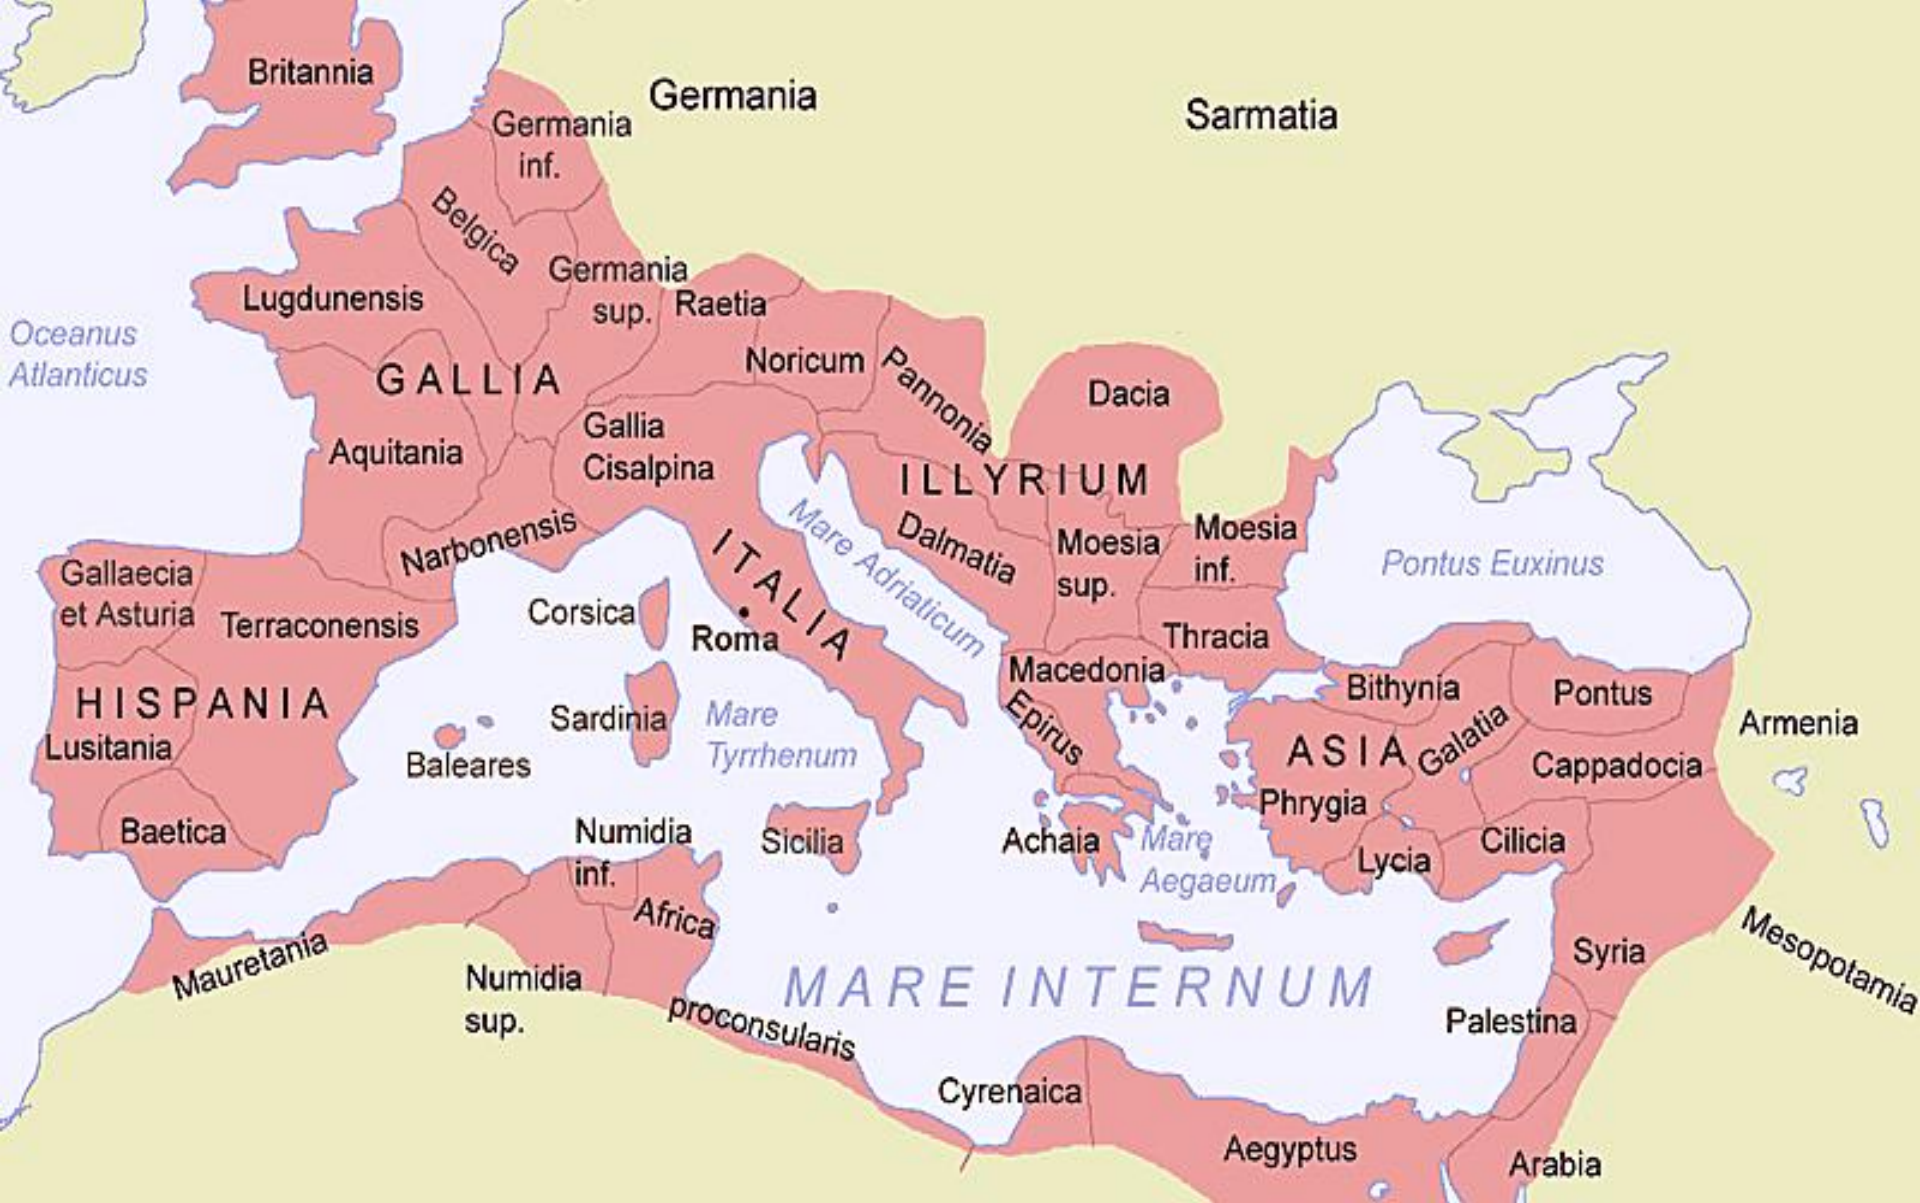 Britannia
Germania
Sarmatia
Germania
inf.
Belgica
Germania
sup.
Lugdunensis
Raetia
Oceanus
Atlanticus
Noricum
Pannonia
GALLIA
Dacia
Gallia
Cisalpina
Aquitania
ILLYRIUM
Narbonensis
Mare Adriaticum
Dalmatia
Moesia
sup.
Moesia
inf.
Pontus Euxinus
Gallaecia
et Asturia
Terraconensis
Corsica
ITALIA
Roma
Thracia
Macedonia
Epirus
Bithynia
Pontus
HISPANIA
Lusitania
Sardinia
Mare
Tyrrhenum
Baleares
ASIA
Galatia
Armenia
Cappadocia
Phrygia
Baetica
Numidia
inf.
Sicilia
Achaia
Mare
Aegaeum
Lycia
Cilicia
Africa
Mauretania
Numidia
sup.
proconsularis
MARE INTERNUM
Syria
Mesopotamia
Palestina
Cyrenaica
Aegyptus
Arabia